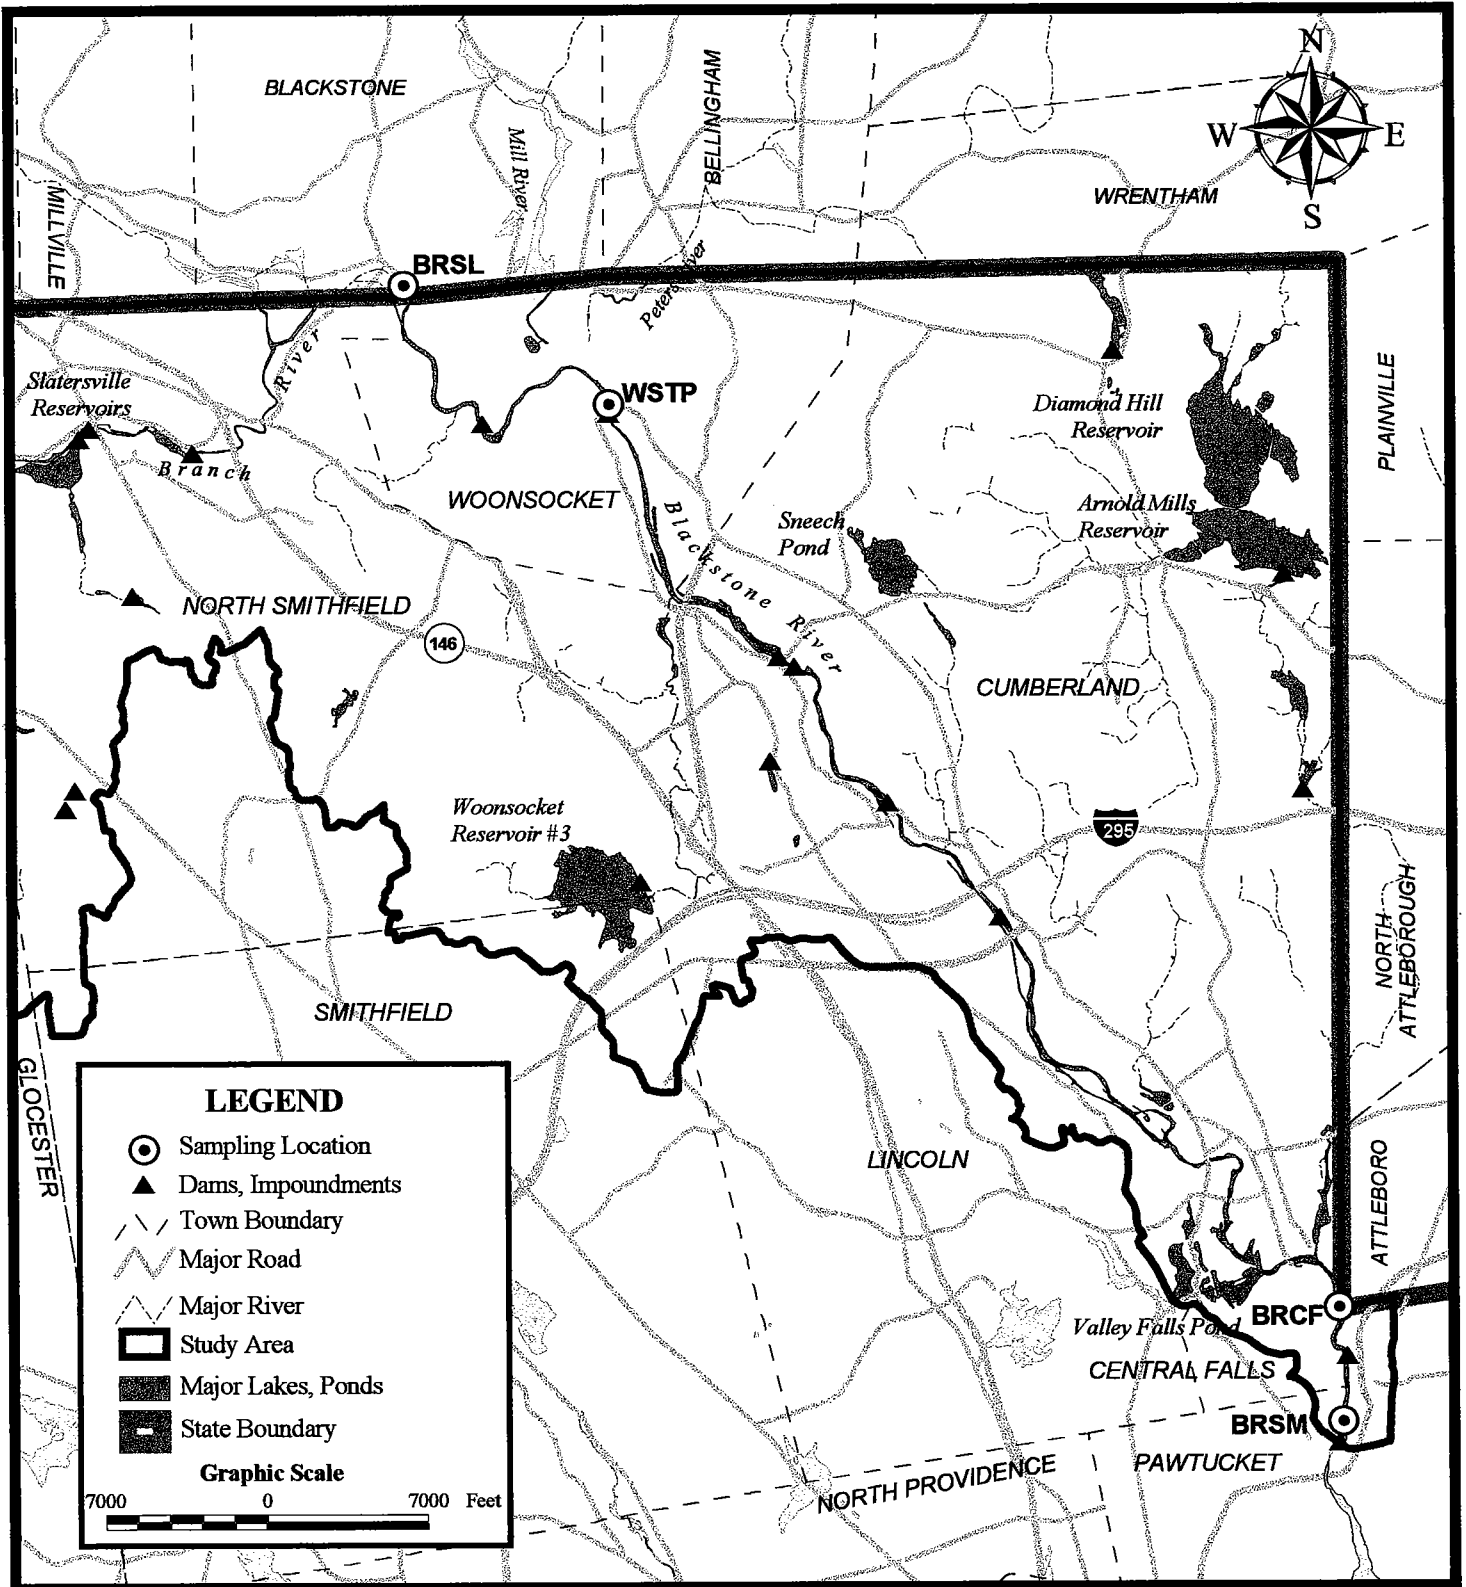 N
BLACKSTONE
BELLINGHAM
Mill River
W
E
MILLVILLE
WRENTHAM
S
BRSL
Peters River
River
Slatersville
Reservoirs
WSTP
PLAINVILLE
Diamond Hill
Reservoir
Branch
WOONSOCKET
Arnold Mills
Reservoir
Sneech
Pond
Blackstone River
NORTH SMITHFIELD
146
CUMBERLAND
Woonsocket
Reservoir #3
295
NORTH
ATTLEBOROUGH
SMITHFIELD
GLOCESTER
LINCOLN
ATTLEBORO
BRCF
Valley Falls Pond
CENTRAL FALLS
BRSM
PAWTUCKET
NORTH PROVIDENCE
LEGEND
Sampling Location
Dams, Impoundments
Town Boundary
Major Road
Major River
Study Area
Major Lakes, Ponds
State Boundary
Graphic Scale
7000 0 7000 Feet